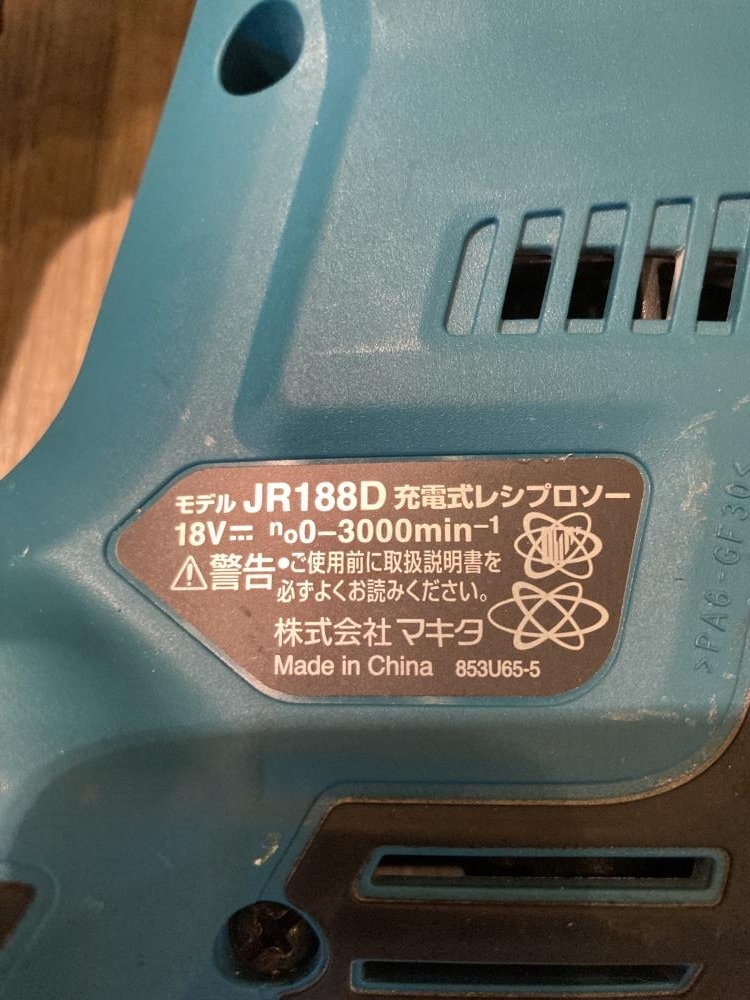 モデル JR188D 充電式レシプロソー
18V⎓ n₀0–3000min⁻¹
⚠警告 •ご使用前に取扱説明書を
必ずよくお読みください。
株式会社 マキタ
Made in China 853U65-5
>PA6-GF30<